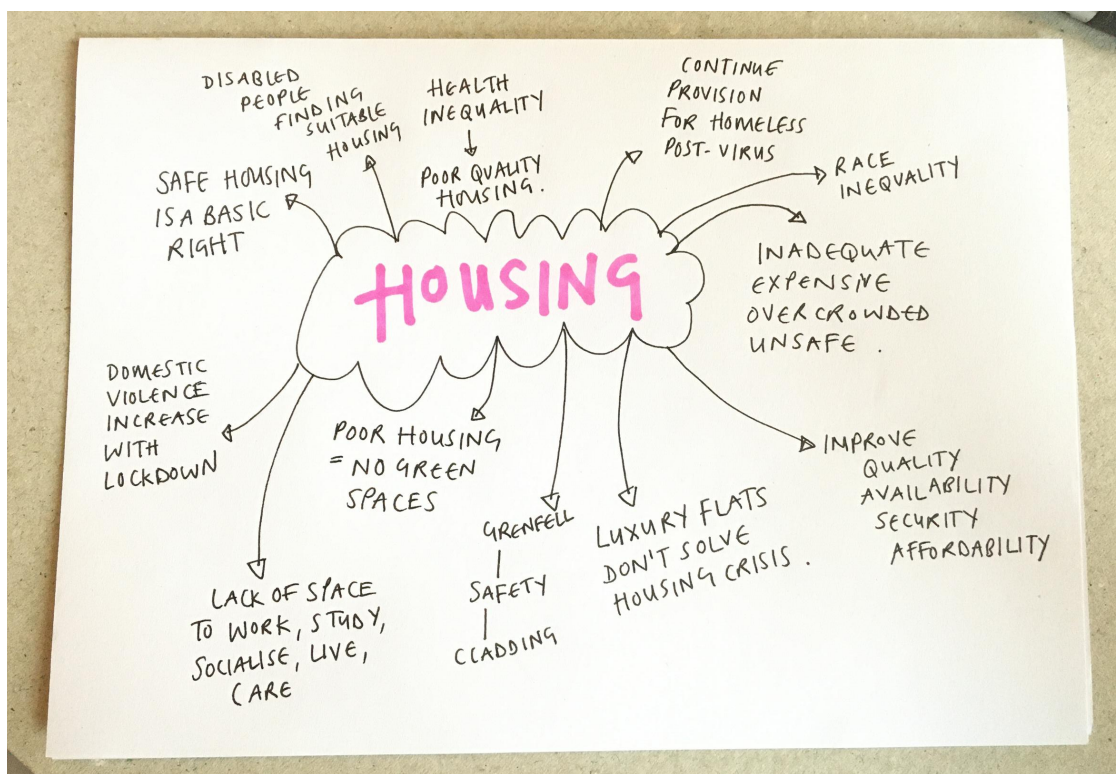 DISABLED
PEOPLE
FINDING
SUITABLE
HOUSING
HEALTH
INEQUALITY
POOR QUALITY
HOUSING.
CONTINUE
PROVISION
FOR HOMELESS
POST-VIRUS
RACE
INEQUALITY
SAFE HOUSING
IS A BASIC
RIGHT
HOUSING
INADEQUATE
EXPENSIVE
OVERCROWDED
UNSAFE.
DOMESTIC
VIOLENCE
INCREASE
WITH
LOCKDOWN
POOR HOUSING
= NO GREEN
SPACES
IMPROVE
QUALITY
AVAILABILITY
SECURITY
AFFORDABILITY
GRENFELL
SAFETY
CLADDING
LUXURY FLATS
DON'T SOLVE
HOUSING CRISIS.
LACK OF SPACE
TO WORK, STUDY,
SOCIALISE, LIVE,
CARE